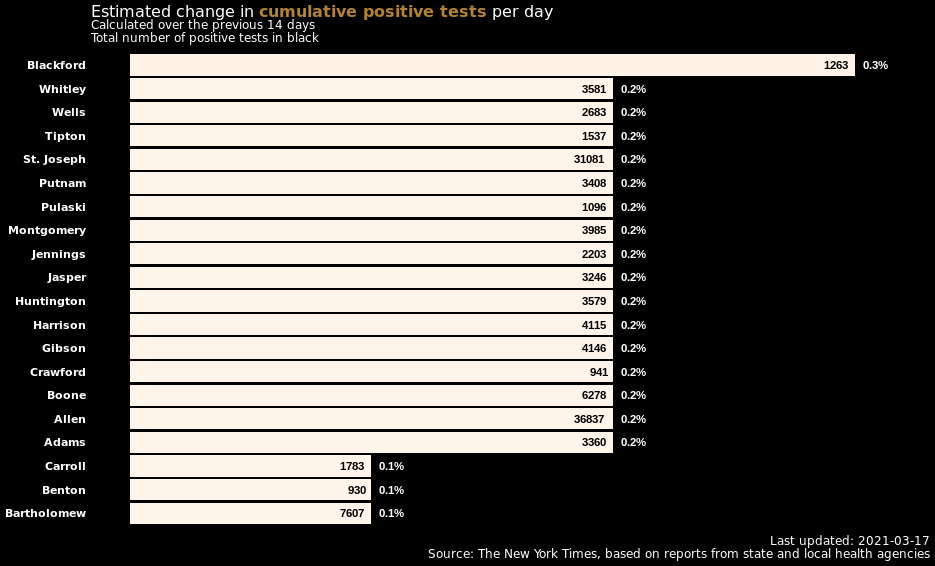 Estimated change in cumulative positive tests per day
Calculated over the previous 14 days
Total number of positive tests in black
Blackford 1263 0.3%
Whitley 3581 0.2%
Wells 2683 0.2%
Tipton 1537 0.2%
St. Joseph 31081 0.2%
Putnam 3408 0.2%
Pulaski 1096 0.2%
Montgomery 3985 0.2%
Jennings 2203 0.2%
Jasper 3246 0.2%
Huntington 3579 0.2%
Harrison 4115 0.2%
Gibson 4146 0.2%
Crawford 941 0.2%
Boone 6278 0.2%
Allen 36837 0.2%
Adams 3360 0.2%
Carroll 1783 0.1%
Benton 930 0.1%
Bartholomew 7607 0.1%
Last updated: 2021-03-17
Source: The New York Times, based on reports from state and local health agencies